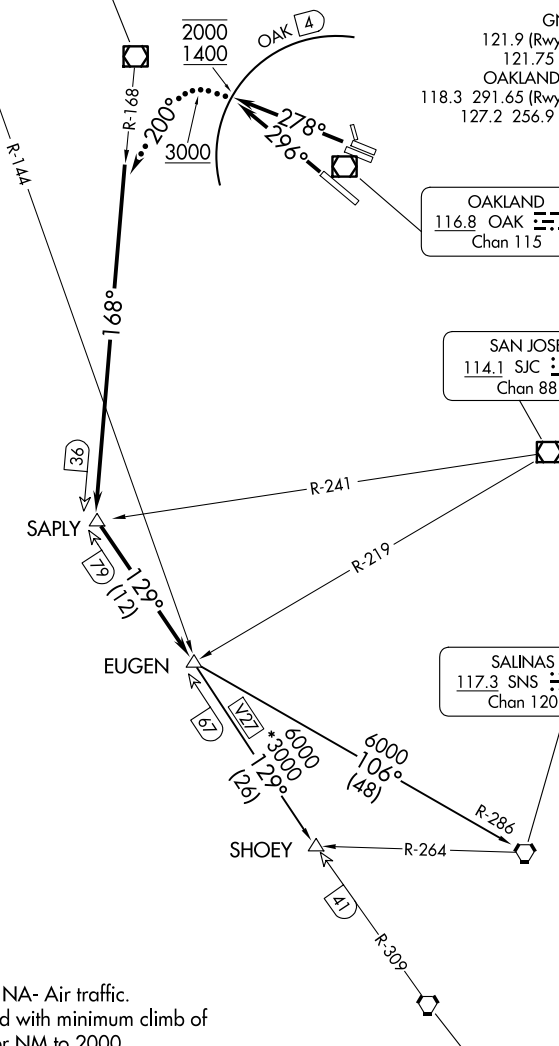 GN
121.9 (Rwy
121.75
OAKLAND
118.3 291.65 (Rwy
127.2 256.9
OAK 4
2000
1400
3000
200°
278°
296°
R-168
R-144
168°
OAKLAND
116.8 OAK
Chan 115
SAN JOSE
114.1 SJC
Chan 88
R-241
R-219
36
SAPLY
79
129°
(12)
EUGEN
67
V27
6000
*3000
129°
(26)
6000
106°
(48)
SALINAS
117.3 SNS
Chan 120
R-286
SHOEY
R-264
41
R-309
NA- Air traffic.
d with minimum climb of
r NM to 2000